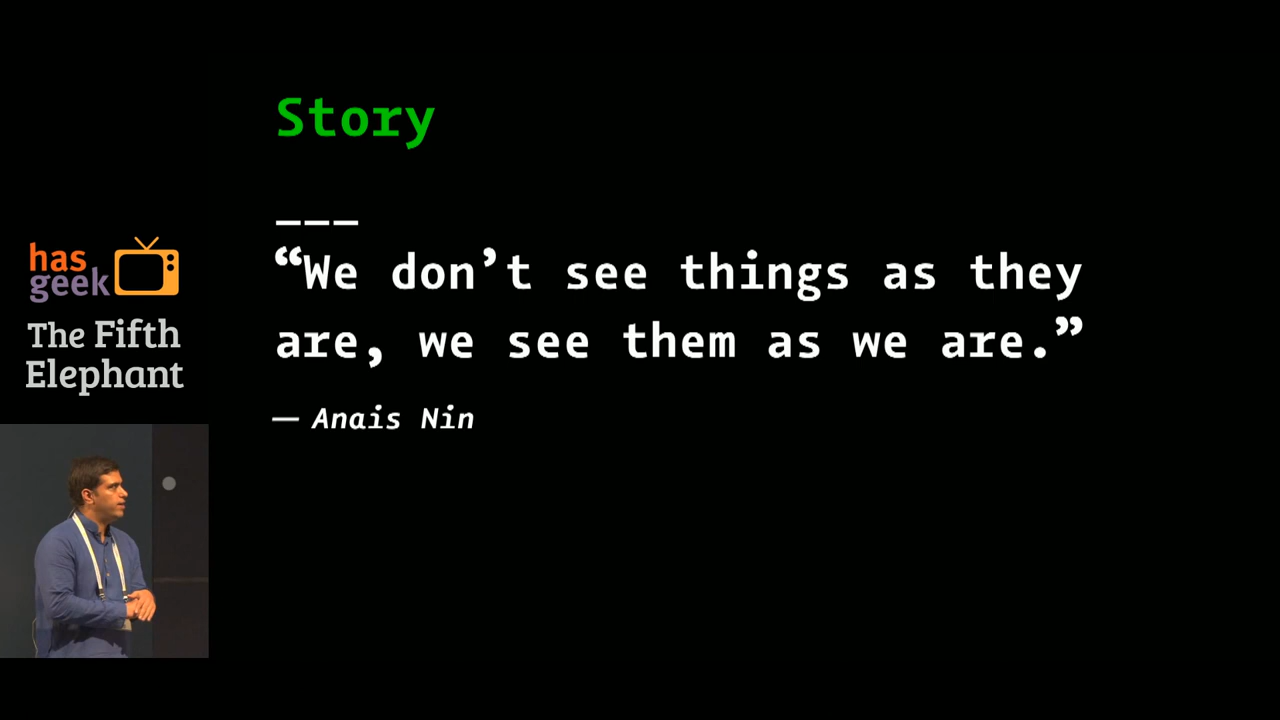 Story
———
“We don’t see things as they
are, we see them as we are.”
— Anais Nin
has
geek
The Fifth
Elephant